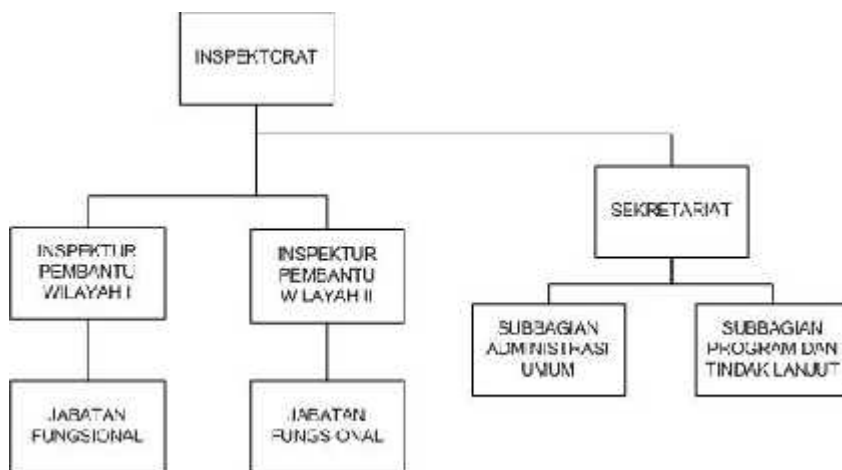 INSPEKTORAT
SEKRETARIAT
INSPEKTUR
PEMBANTU
WILAYAH I
INSPEKTUR
PEMBANTU
WILAYAH II
SUBBAGIAN
ADMINISTRASI
UMUM
SUBBAGIAN
PROGRAM DAN
TINDAK LANJUT
JABATAN
FUNGSIONAL
JABATAN
FUNGSIONAL